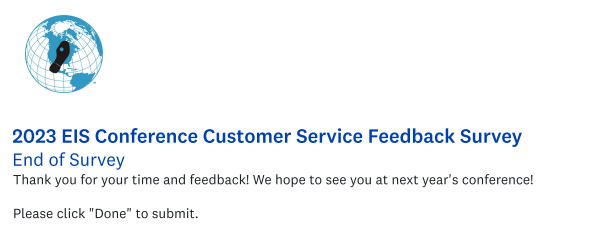 2023 EIS Conference Customer Service Feedback Survey
End of Survey
Thank you for your time and feedback! We hope to see you at next year's conference!
Please click "Done" to submit.